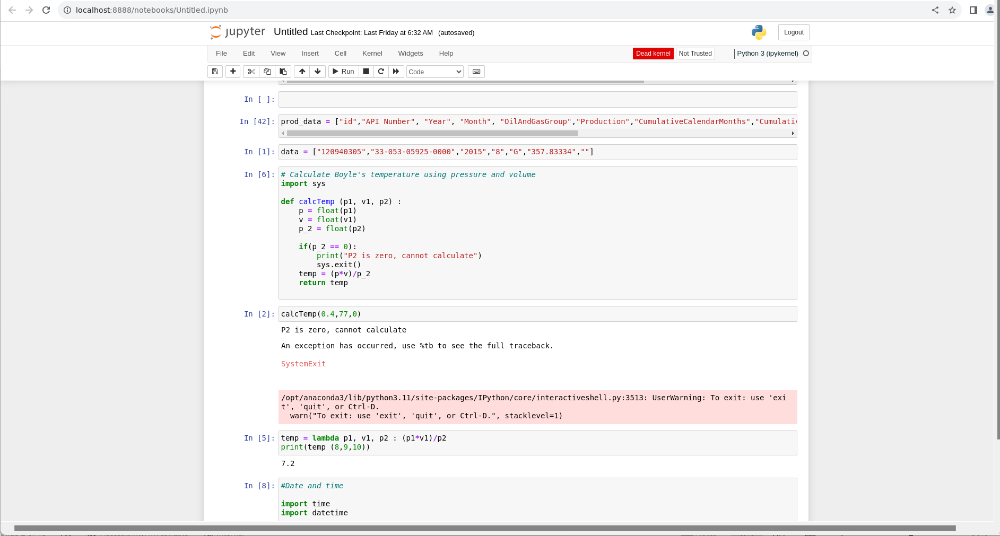 localhost:8888/notebooks/Untitled.ipynb
jupyter Untitled Last Checkpoint: Last Friday at 6:32 AM (autosaved) Logout
File Edit View Insert Cell Kernel Widgets Help Dead kernel Not Trusted Python 3 (ipykernel)
Run Code
In [ ]:
In [42]: prod_data = ["id","API Number", "Year", "Month", "OilAndGasGroup","Production","CumulativeCalendarMonths","Cumulativ
In [1]: data = ["120940305","33-053-05925-0000","2015","8","G","357.83334",""]
In [6]: # Calculate Boyle's temperature using pressure and volume
import sys
def calcTemp (p1, v1, p2) :
p = float(p1)
v = float(v1)
p_2 = float(p2)
if(p_2 == 0):
print("P2 is zero, cannot calculate")
sys.exit()
temp = (p*v)/p_2
return temp
In [2]: calcTemp(0.4,77,0)
P2 is zero, cannot calculate
An exception has occurred, use %tb to see the full traceback.
SystemExit
/opt/anaconda3/lib/python3.11/site-packages/IPython/core/interactiveshell.py:3513: UserWarning: To exit: use 'exi
t', 'quit', or Ctrl-D.
warn("To exit: use 'exit', 'quit', or Ctrl-D.", stacklevel=1)
In [5]: temp = lambda p1, v1, p2 : (p1*v1)/p2
print(temp (8,9,10))
7.2
In [8]: #Date and time
import time
import datetime